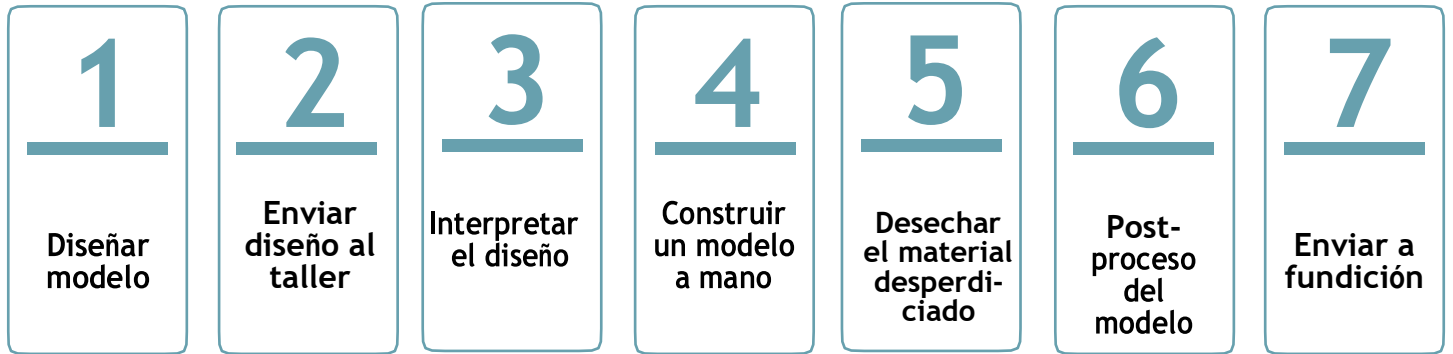 1
Diseñar
modelo
2
Enviar
diseño al
taller
3
Interpretar
el diseño
4
Construir
un modelo
a mano
5
Desechar
el material
desperdi-
ciado
6
Post-
proceso
del
modelo
7
Enviar a
fundición